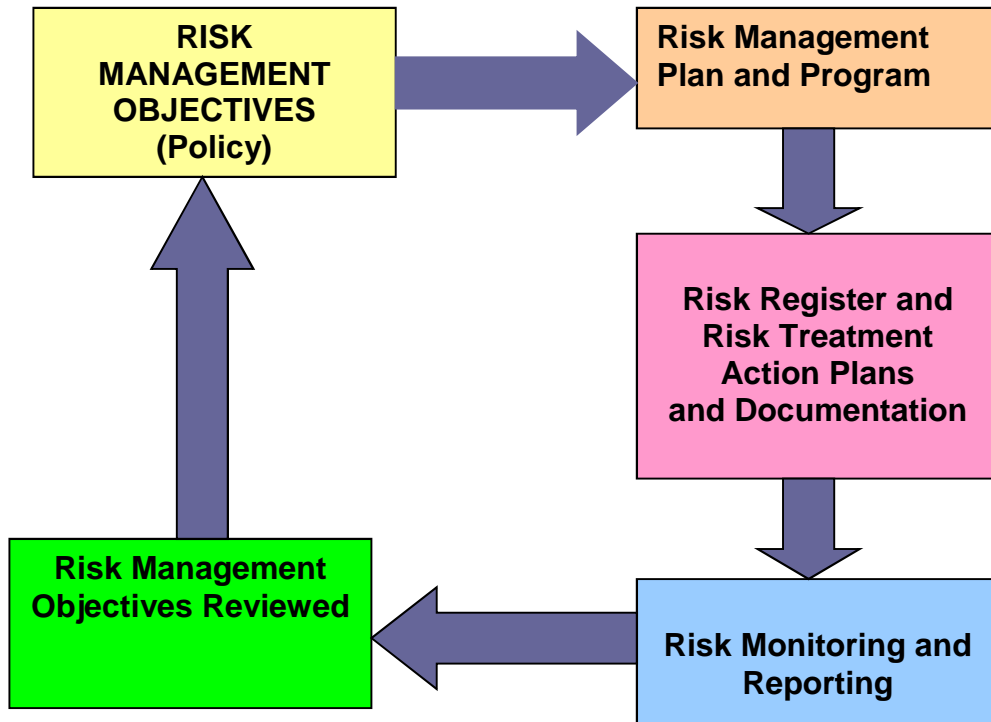 RISK
MANAGEMENT
OBJECTIVES
(Policy)
Risk Management
Plan and Program
Risk Register and
Risk Treatment
Action Plans
and Documentation
Risk Monitoring and
Reporting
Risk Management
Objectives Reviewed